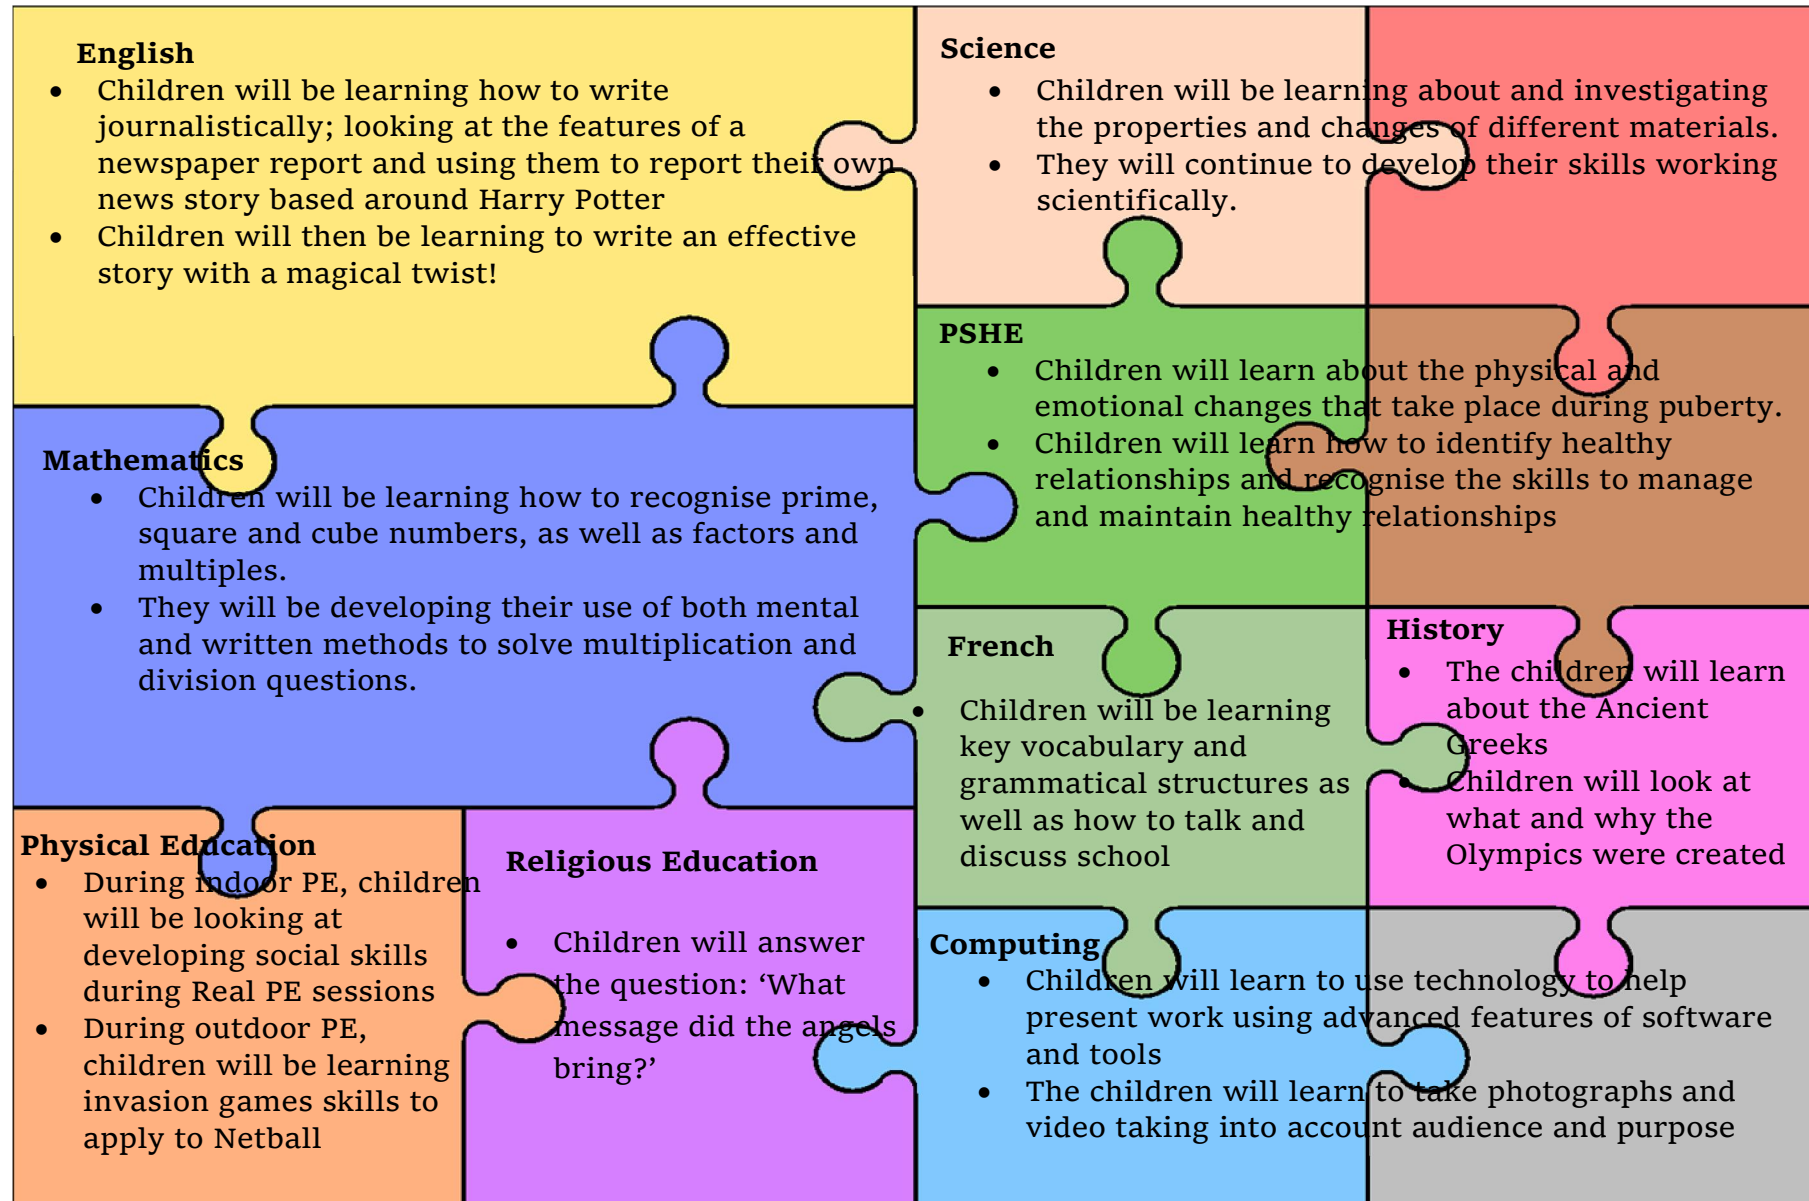 English
• Children will be learning how to write
journalistically; looking at the features of a
newspaper report and using them to report their own
news story based around Harry Potter
• Children will then be learning to write an effective
story with a magical twist!
Science
• Children will be learning about and investigating
the properties and changes of different materials.
• They will continue to develop their skills working
scientifically.
PSHE
• Children will learn about the physical and
emotional changes that take place during puberty.
• Children will learn how to identify healthy
relationships and recognise the skills to manage
and maintain healthy relationships
Mathematics
• Children will be learning how to recognise prime,
square and cube numbers, as well as factors and
multiples.
• They will be developing their use of both mental
and written methods to solve multiplication and
division questions.
French
• Children will be learning
key vocabulary and
grammatical structures as
well as how to talk and
discuss school
History
• The children will learn
about the Ancient
Greeks
• Children will look at
what and why the
Olympics were created
Physical Education
• During indoor PE, children
will be looking at
developing social skills
during Real PE sessions
• During outdoor PE,
children will be learning
invasion games skills to
apply to Netball
Religious Education
• Children will answer
the question: ‘What
message did the angels
bring?’
Computing
• Children will learn to use technology to help
present work using advanced features of software
and tools
• The children will learn to take photographs and
video taking into account audience and purpose